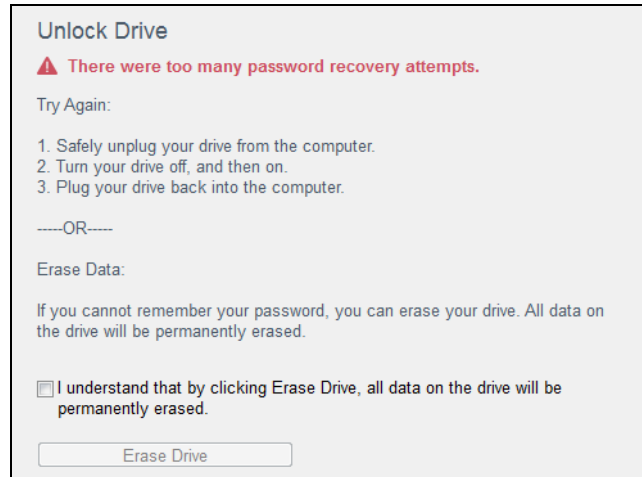 Unlock Drive
There were too many password recovery attempts.
Try Again:
1. Safely unplug your drive from the computer.
2. Turn your drive off, and then on.
3. Plug your drive back into the computer.
-----OR-----
Erase Data:
If you cannot remember your password, you can erase your drive. All data on
the drive will be permanently erased.
I understand that by clicking Erase Drive, all data on the drive will be
permanently erased.
Erase Drive